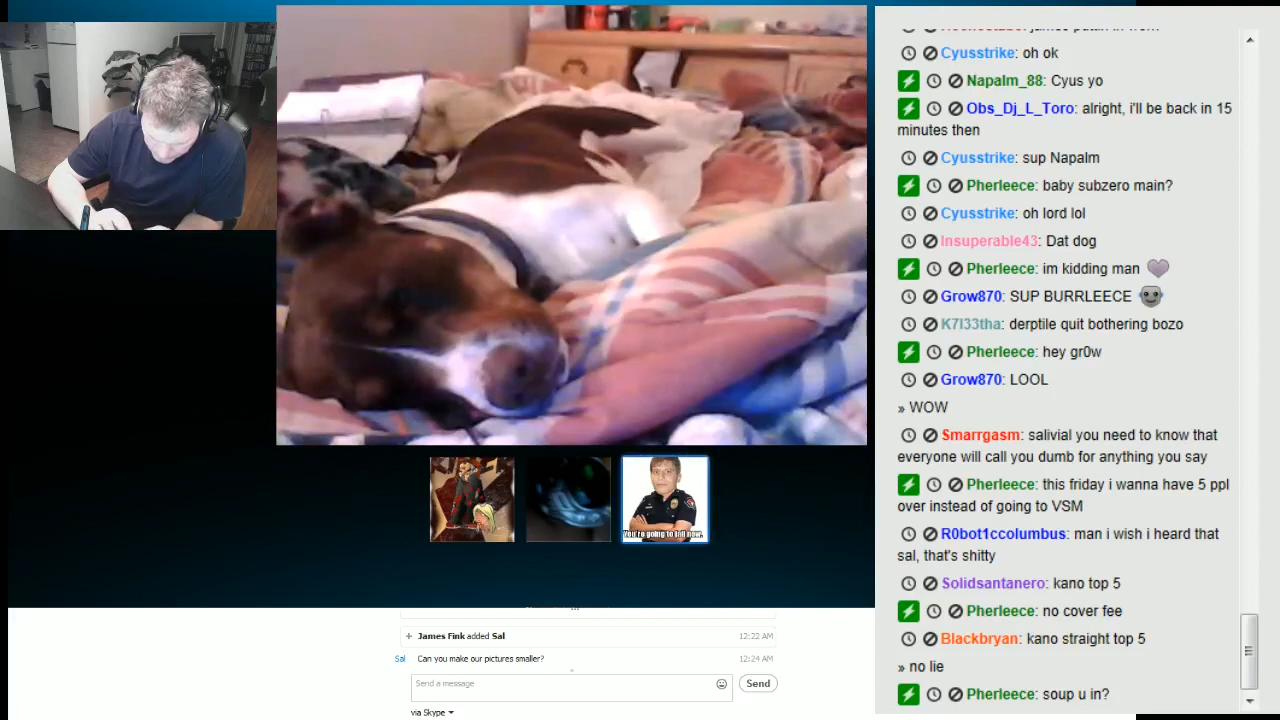 Cyusstrike: oh ok
Napalm_88: Cyus yo
Obs_Dj_L_Toro: alright, i'll be back in 15
minutes then
Cyusstrike: sup Napalm
Pherleece: baby subzero main?
Cyusstrike: oh lord lol
Insuperable43: Dat dog
Pherleece: im kidding man
Grow870: SUP BURRLEECE
K7l33tha: derptile quit bothering bozo
Pherleece: hey gr0w
Grow870: LOOL
» WOW
Smarrgasm: salivial you need to know that
everyone will call you dumb for anything you say
Pherleece: this friday i wanna have 5 ppl
over instead of going to VSM
R0bot1ccolumbus: man i wish i heard that
sal, that's shitty
Solidsantanero: kano top 5
Pherleece: no cover fee
Blackbryan: kano straight top 5
» no lie
Pherleece: soup u in?
You're going to jail now.
James Fink added Sal 12:22 AM
Sal Can you make our pictures smaller? 12:24 AM
Send a message Send
via Skype